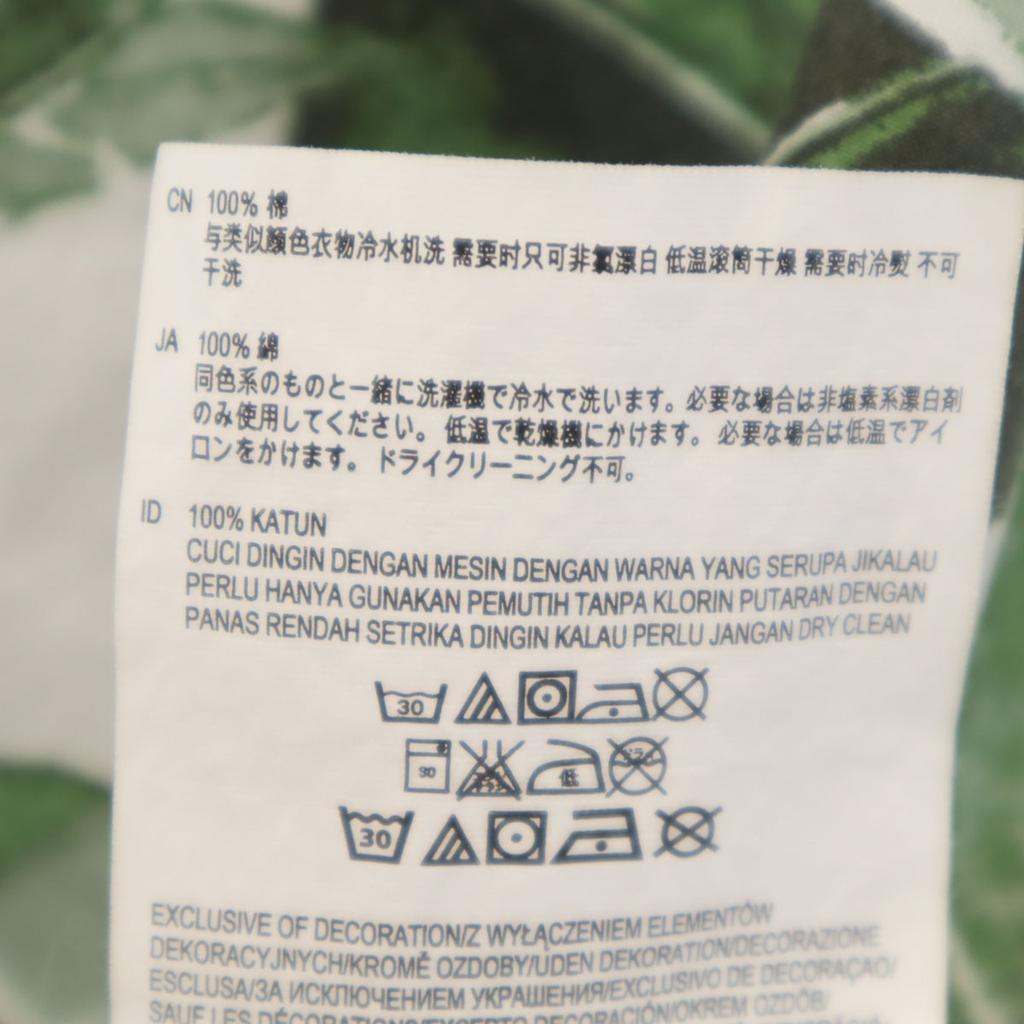 CN 100% 棉
与类似颜色衣物冷水机洗 需要时只可非氯漂白 低温滚筒干燥 需要时冷熨 不可
干洗
JA 100% 綿
同色系のものと一緒に洗濯機で冷水で洗います。必要な場合は非塩素系漂白剤
のみ使用してください。 低温で乾燥機にかけます。 必要な場合は低温でアイ
ロンをかけます。 ドライクリーニング不可。
ID 100% KATUN
CUCI DINGIN DENGAN MESIN DENGAN WARNA YANG SERUPA JIKALAU
PERLU HANYA GUNAKAN PEMUTIH TANPA KLORIN PUTARAN DENGAN
PANAS RENDAH SETRIKA DINGIN KALAU PERLU JANGAN DRY CLEAN
30
30 低
30
EXCLUSIVE OF DECORATION/Z WYŁĄCZENIEM ELEMENTÓW
DEKORACYJNYCH/KROMĚ OZDOBY/UDEN DEKORATION/DECORAZIONE
ESCLUSA/ЗА ИСКЛЮЧЕНИЕМ УКРАШЕНИЯ/EXCLUSIVO DE DECORAÇAO/
SAUF LES DÉCORATIONS/EXCEPTO DECORACIÓN/OKREM OZDÔB/